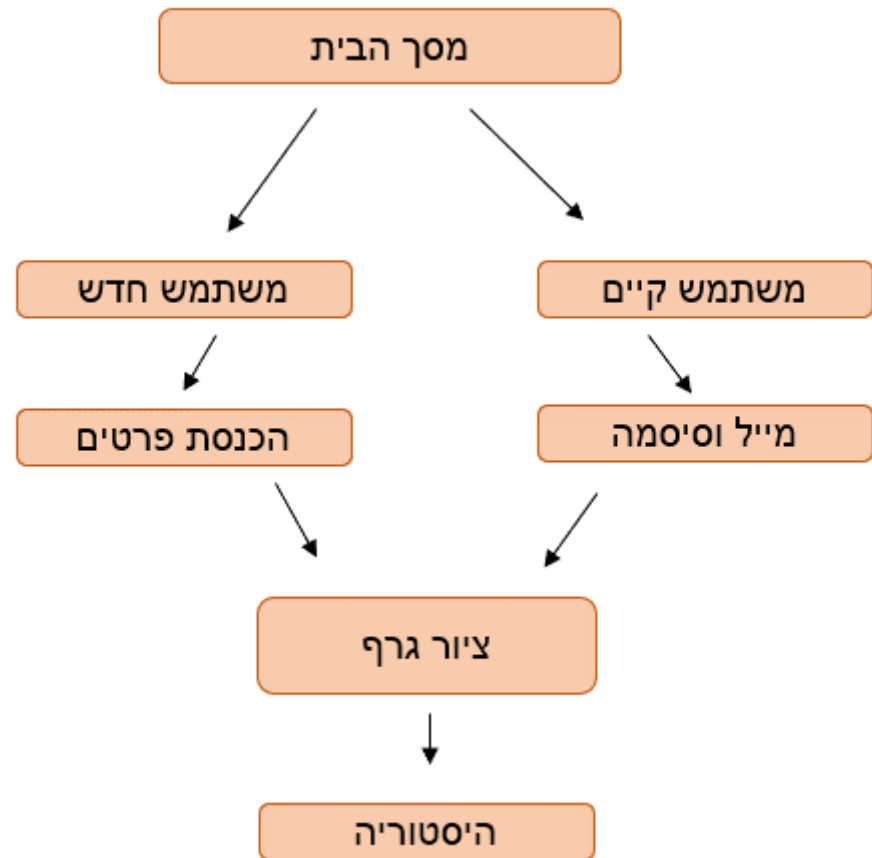 מסך הבית
משתמש קיים
משתמש חדש
מייל וסיסמה
הכנסת פרטים
ציור גרף
היסטוריה